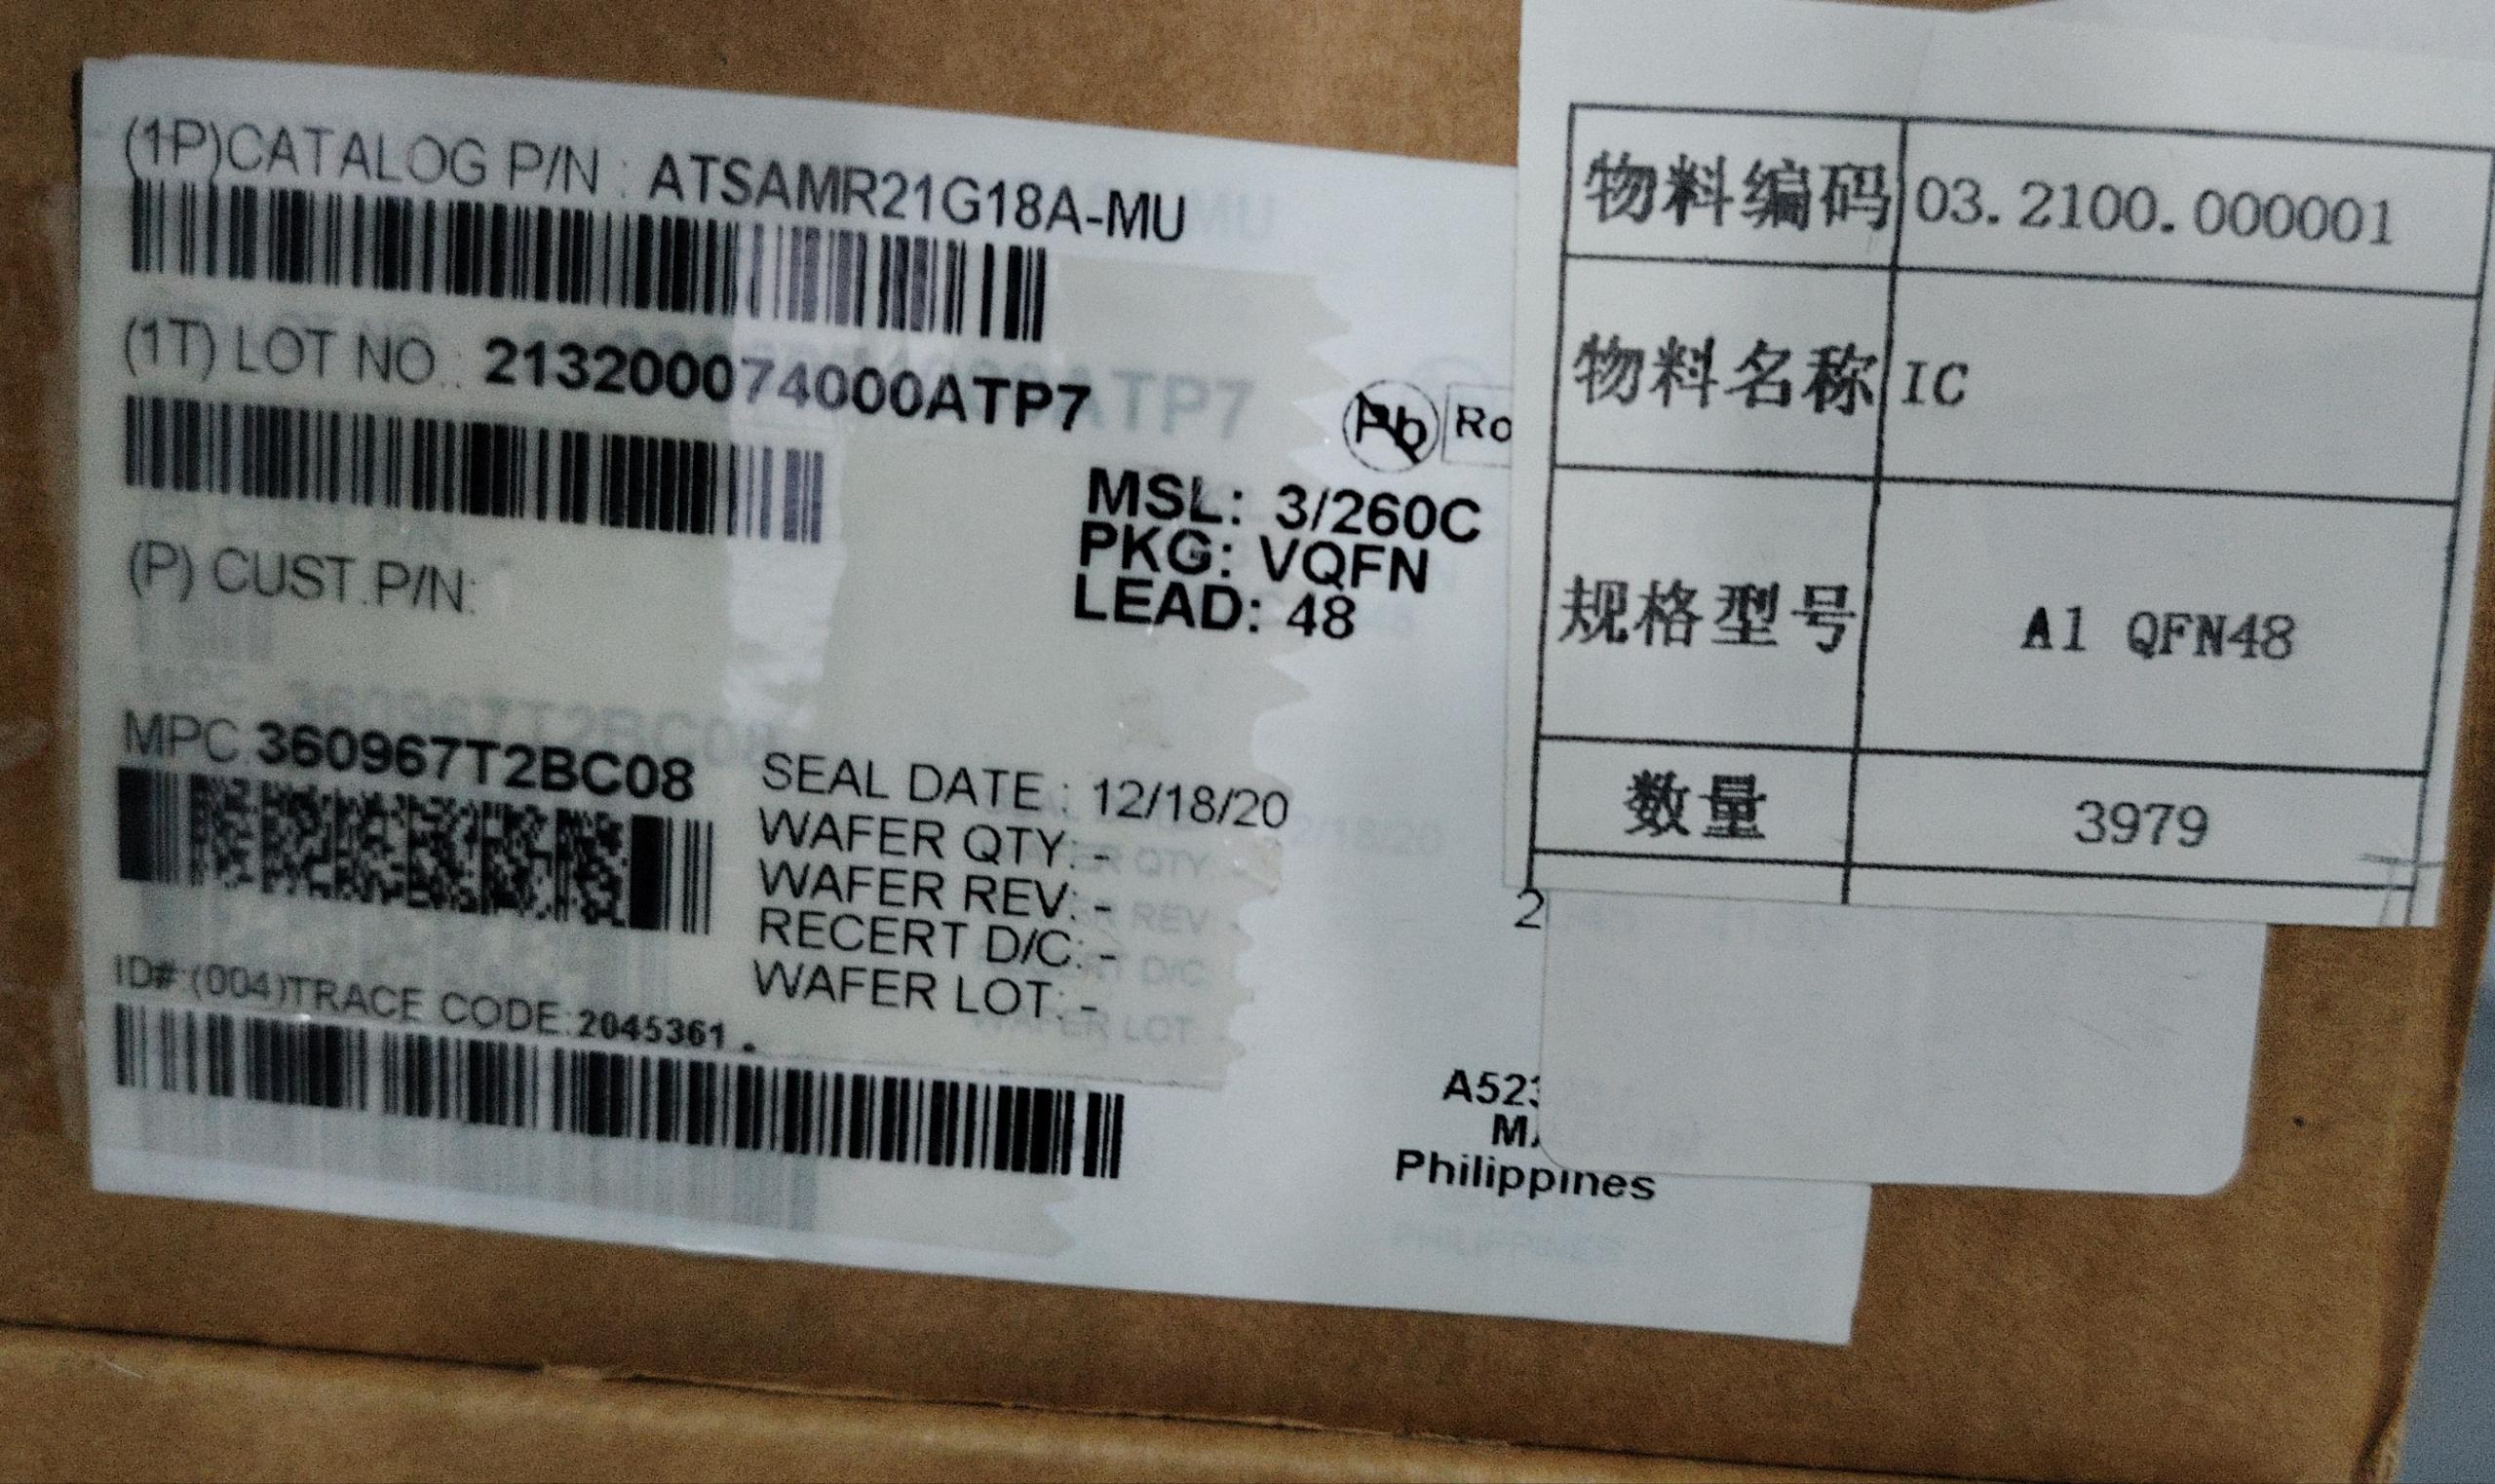 (1P)CATALOG P/N : ATSAMR21G18A-MU
(1T) LOT NO.: 213200074000ATP7
Pb
Ro
MSL: 3/260C
PKG: VQFN
LEAD: 48
(P) CUST.P/N:
MPC 360967T2BC08
SEAL DATE : 12/18/20
WAFER QTY: -
WAFER REV: -
RECERT D/C: -
WAFER LOT: -
ID#:(004)TRACE CODE:2045361 .
2
A52
M
Philippines
物料编码 03.2100.000001
物料名称 IC
规格型号 A1 QFN48
数量 3979